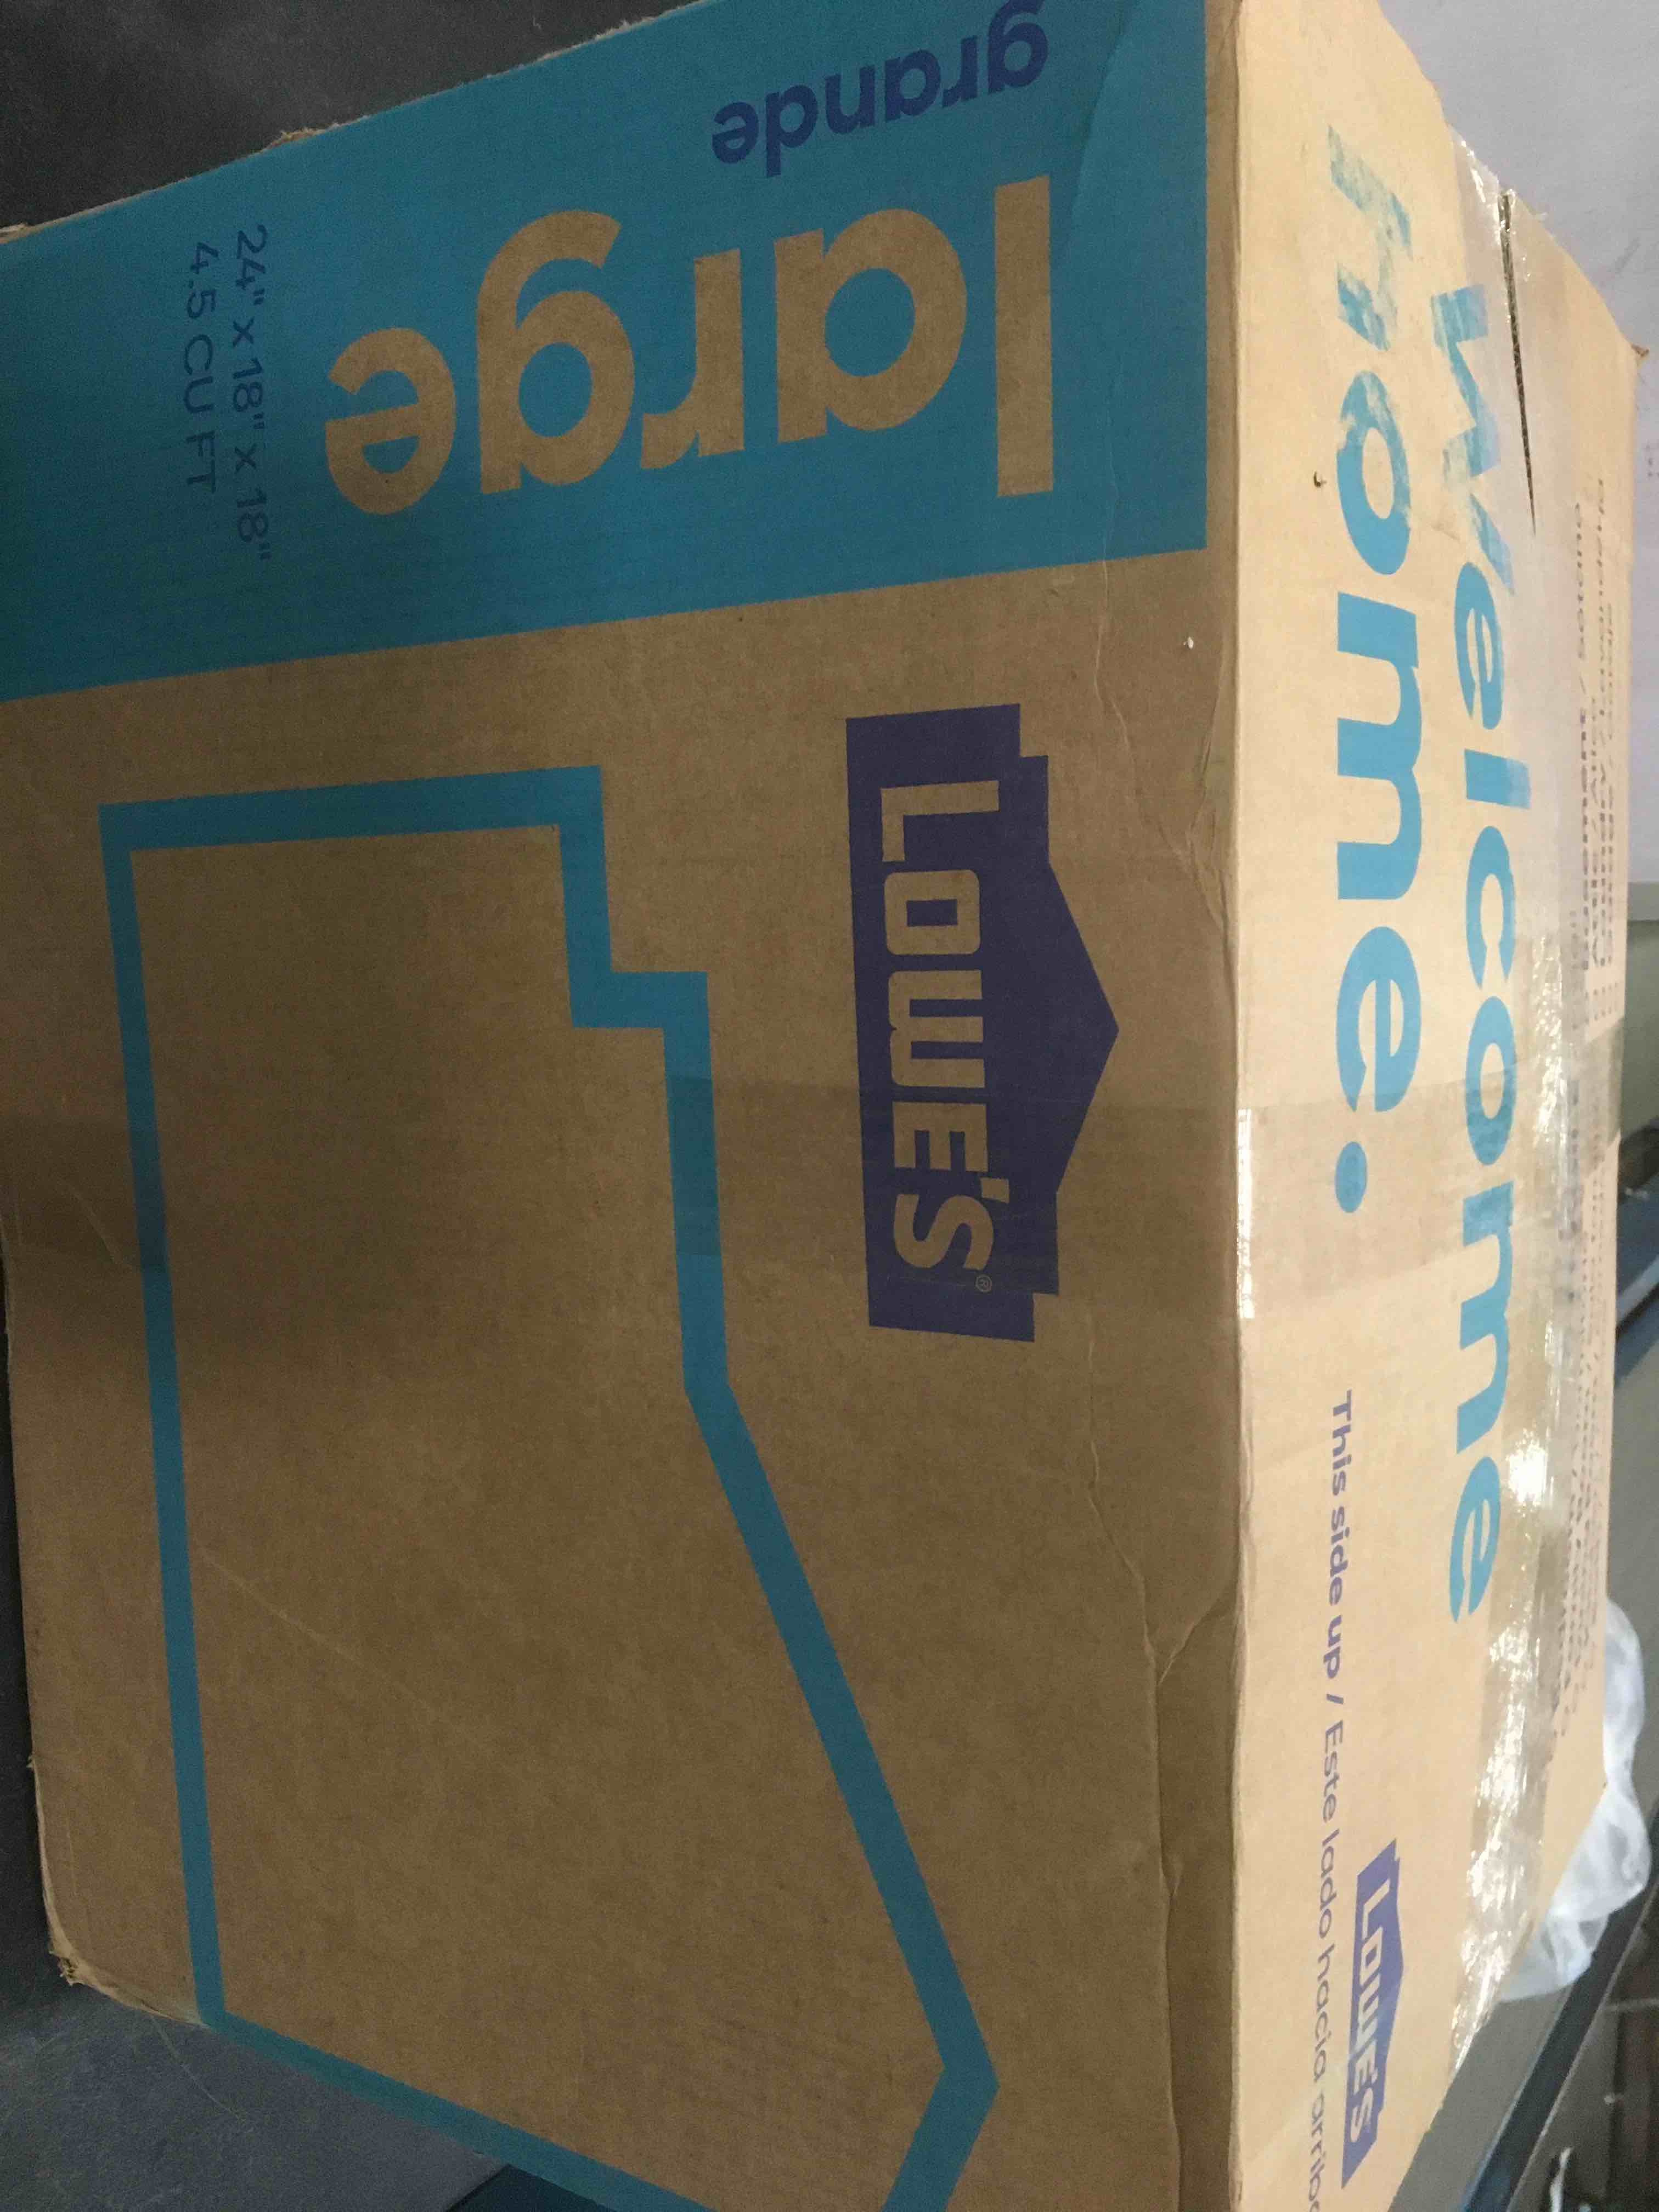 Welcome
home.
This side up / Este lado hacia arriba
LOWE'S
LOWE'S®
grande
large
24" x 18" x 18"
4.5 CU FT